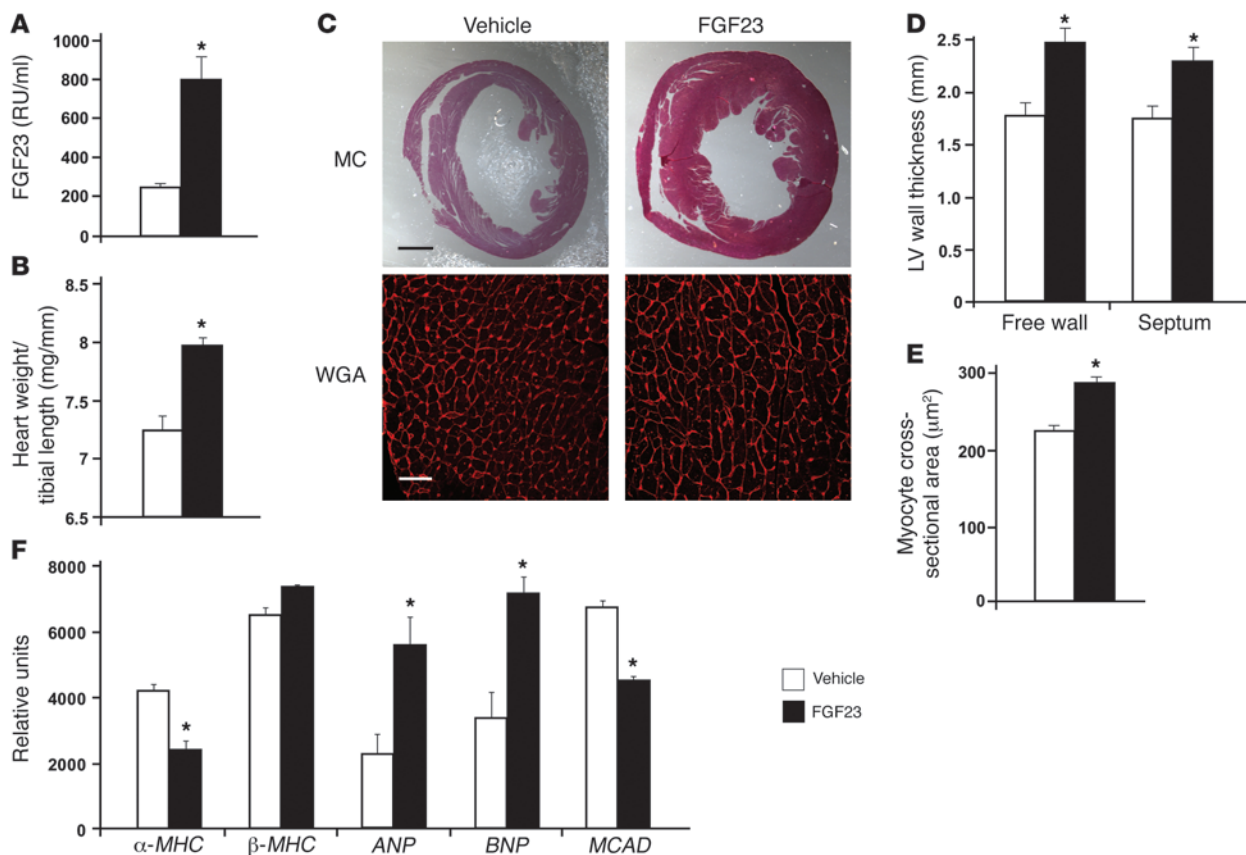 A
FGF23 (RU/ml)
1000
800
600
400
200
0
*
B
Heart weight/
tibial length (mg/mm)
8.5
8
7.5
7
6.5
*
C
Vehicle
FGF23
MC
WGA
D
LV wall thickness (mm)
2.5
2.0
1.5
1.0
0.5
0
*
*
Free wall
Septum
E
Myocyte cross-
sectional area (μm²)
300
200
100
0
*
F
Relative units
8000
6000
4000
2000
0
*
*
*
*
α-MHC
β-MHC
ANP
BNP
MCAD
Vehicle
FGF23